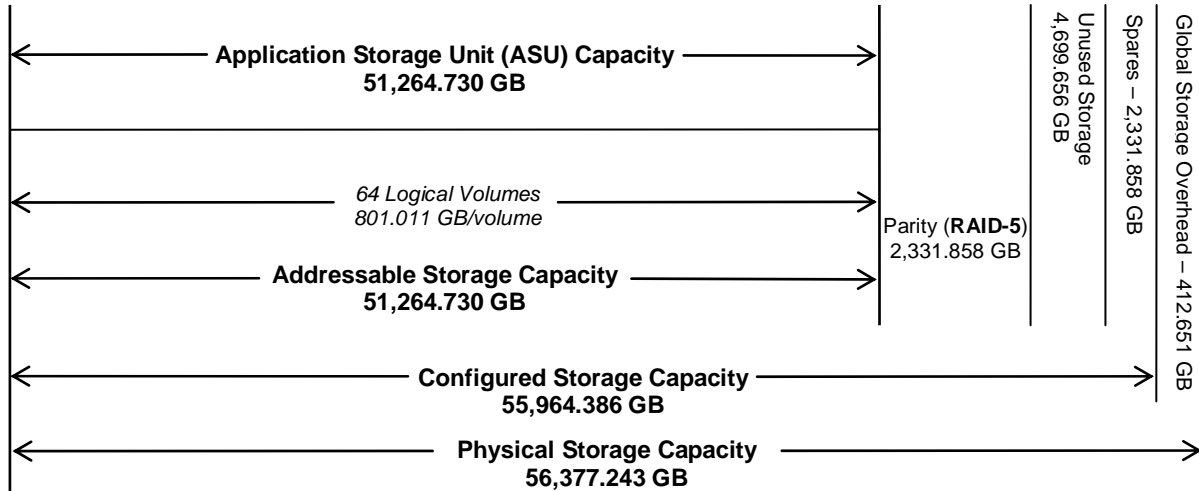 Application Storage Unit (ASU) Capacity
51,264.730 GB
64 Logical Volumes
801.011 GB/volume
Addressable Storage Capacity
51,264.730 GB
Parity (RAID-5)
2,331.858 GB
Unused Storage
4,699.656 GB
Spares – 2,331.858 GB
Global Storage Overhead – 412.651 GB
Configured Storage Capacity
55,964.386 GB
Physical Storage Capacity
56,377.243 GB